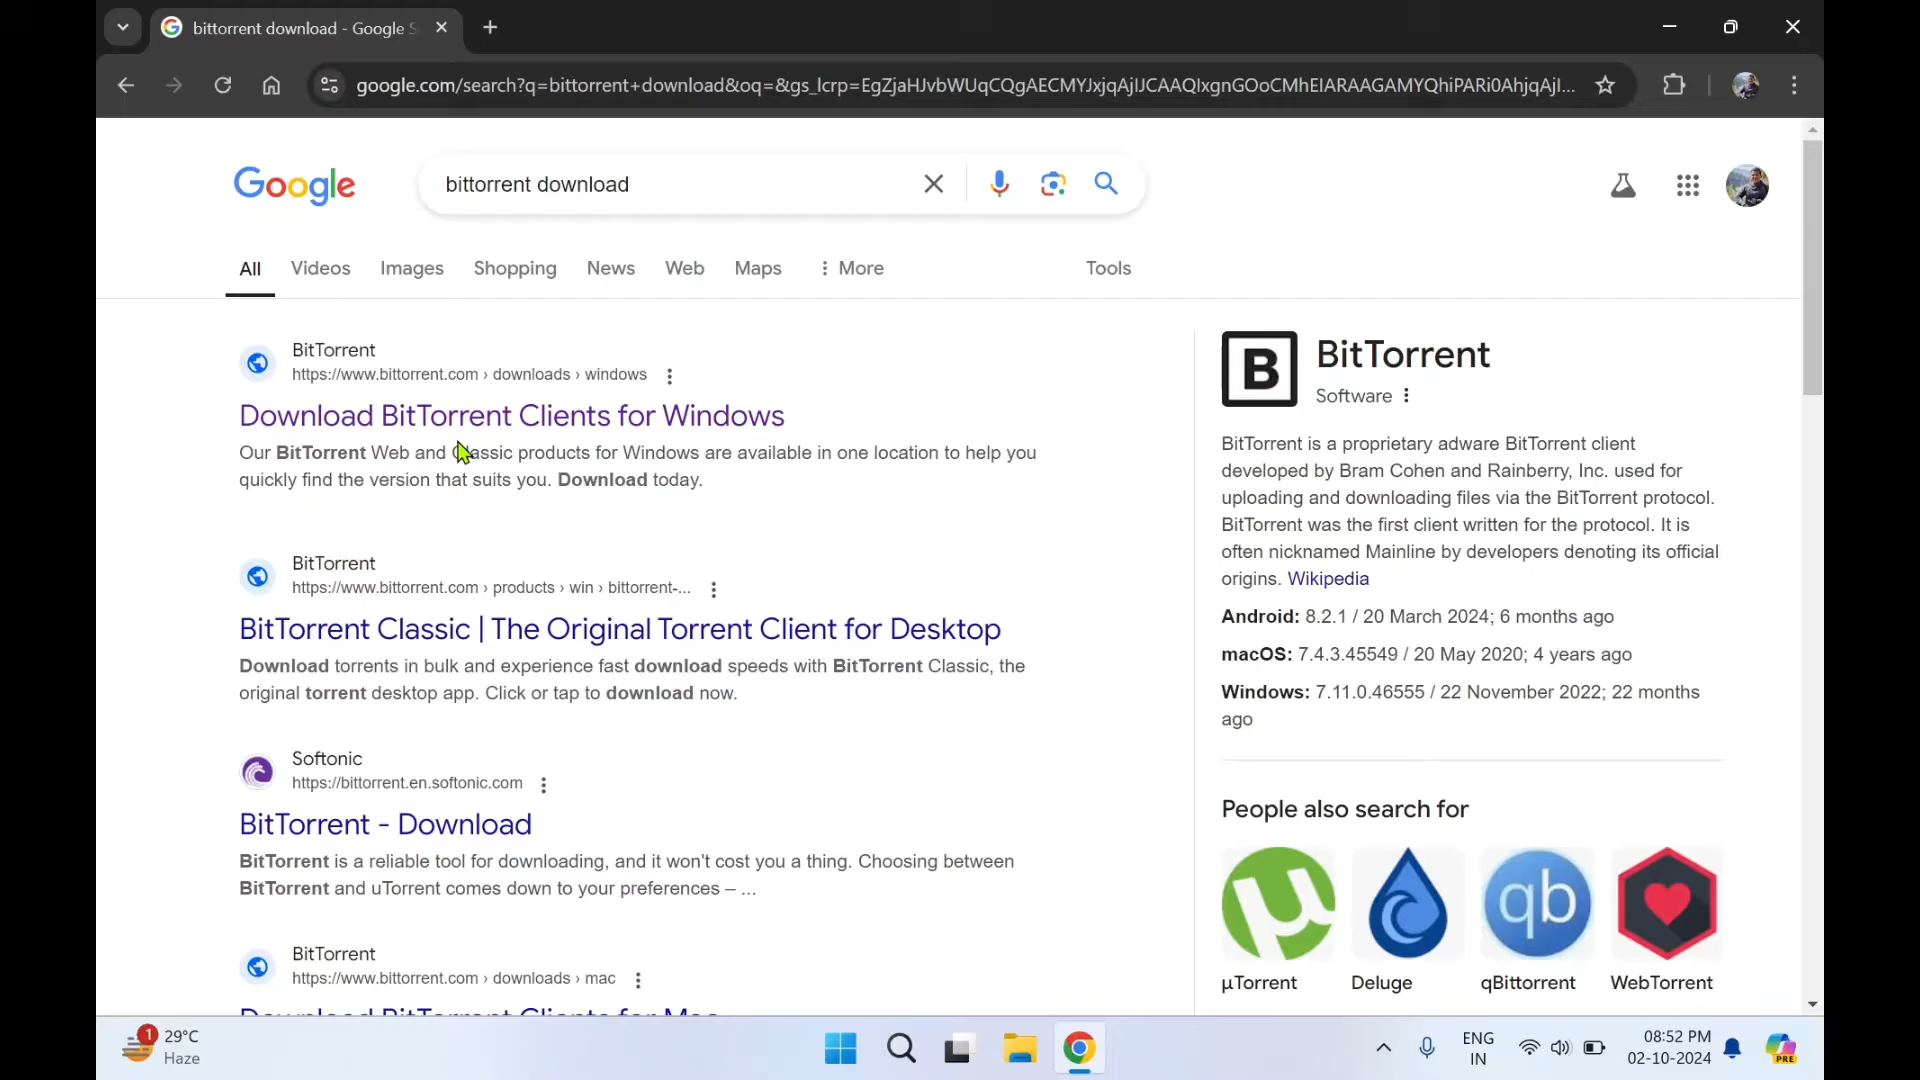 bittorrent download - Google S
google.com/search?q=bittorrent+download&oq=&gs_lcrp=EgZjaHJvbWUqCQgAECMYJxjqAjIJCAAQIxgnGOoCMhEIARAAGAMYQhiPARi0AhjqAjI...
Google
bittorrent download
All Videos Images Shopping News Web Maps More Tools
BitTorrent
https://www.bittorrent.com › downloads › windows
Download BitTorrent Clients for Windows
Our BitTorrent Web and Classic products for Windows are available in one location to help you
quickly find the version that suits you. Download today.
BitTorrent
https://www.bittorrent.com › products › win › bittorrent-...
BitTorrent Classic | The Original Torrent Client for Desktop
Download torrents in bulk and experience fast download speeds with BitTorrent Classic, the
original torrent desktop app. Click or tap to download now.
Softonic
https://bittorrent.en.softonic.com
BitTorrent - Download
BitTorrent is a reliable tool for downloading, and it won't cost you a thing. Choosing between
BitTorrent and uTorrent comes down to your preferences – ...
BitTorrent
https://www.bittorrent.com › downloads › mac
Download BitTorrent Clients for Mac
B
BitTorrent
Software
BitTorrent is a proprietary adware BitTorrent client
developed by Bram Cohen and Rainberry, Inc. used for
uploading and downloading files via the BitTorrent protocol.
BitTorrent was the first client written for the protocol. It is
often nicknamed Mainline by developers denoting its official
origins. Wikipedia
Android: 8.2.1 / 20 March 2024; 6 months ago
macOS: 7.4.3.45549 / 20 May 2020; 4 years ago
Windows: 7.11.0.46555 / 22 November 2022; 22 months
ago
People also search for
µ qb
µTorrent Deluge qBittorrent WebTorrent
1
29°C
Haze
ENG
IN
08:52 PM
02-10-2024
PRE